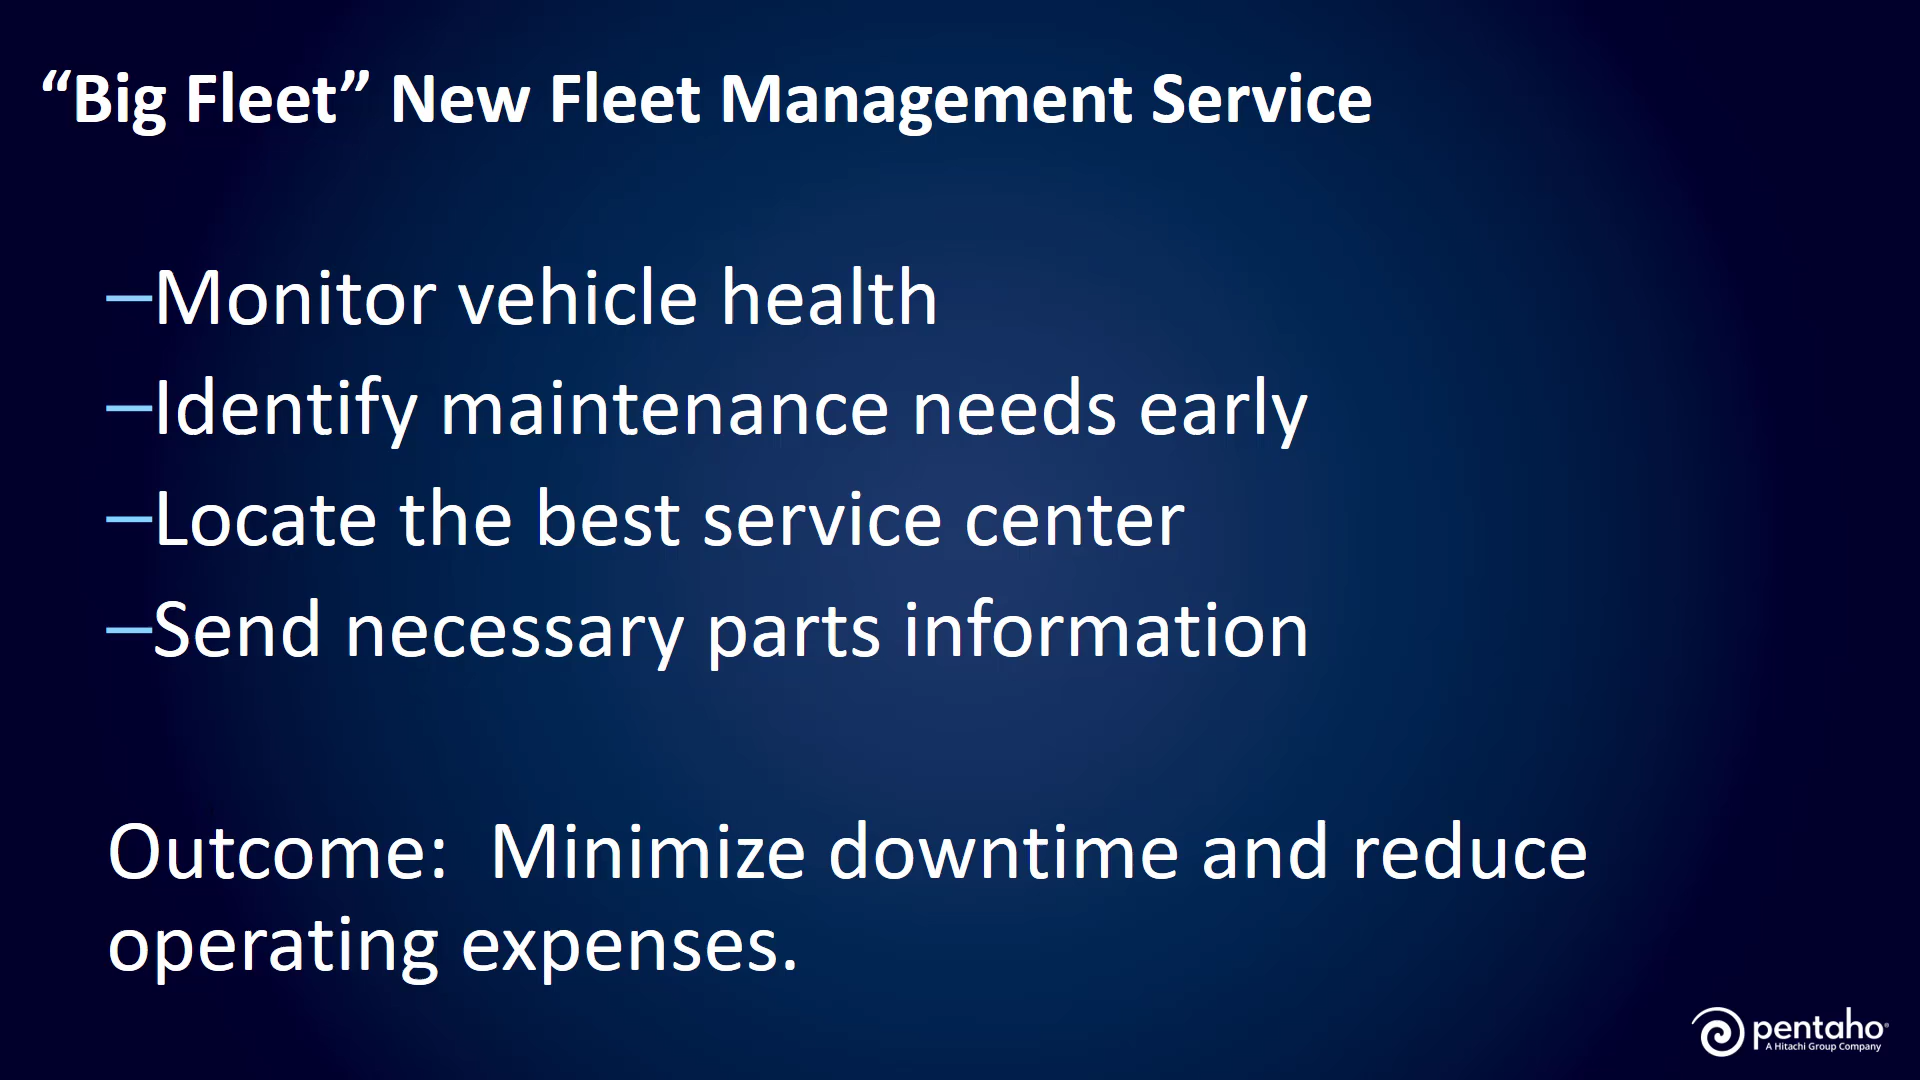 “Big Fleet” New Fleet Management Service
–Monitor vehicle health
–Identify maintenance needs early
–Locate the best service center
–Send necessary parts information
Outcome:  Minimize downtime and reduce
operating expenses.
pentaho
A Hitachi Group Company